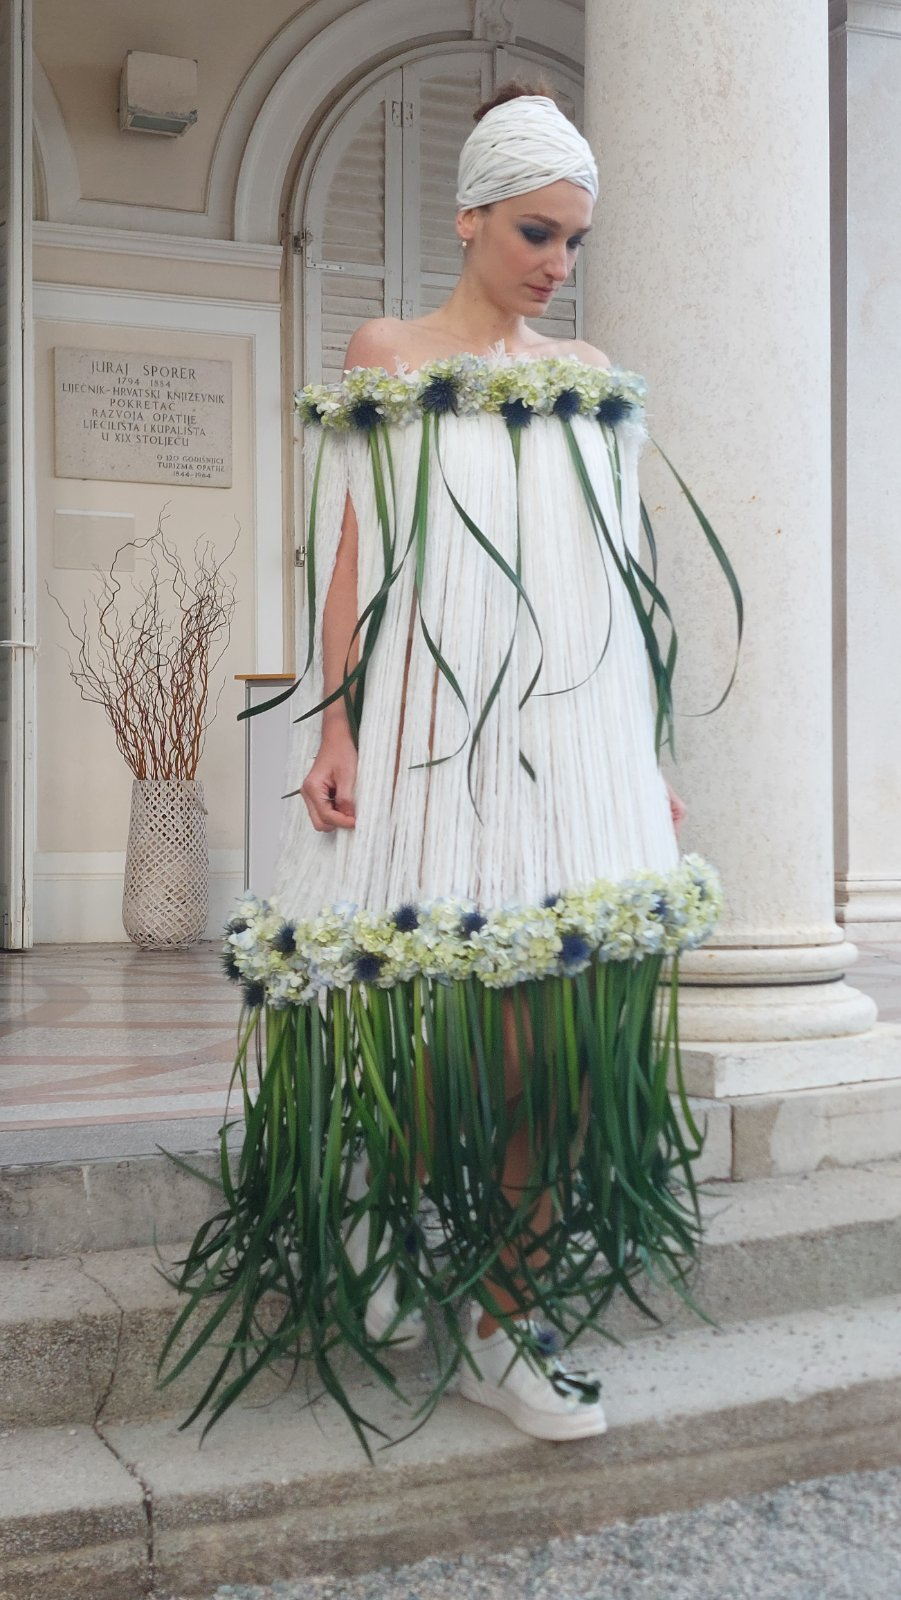 JURAJ SPORER
1794 1884
LIJEČNIK-HRVATSKI KNJIŽEVNIK
POKRETAČ
RAZVOJA OPATIJE
LJEČILIŠTA I KUPALIŠTA
U XIX STOLJEĆU
O 120 GODIŠNJICI
TURIZMA OPATIJE
1844-1964